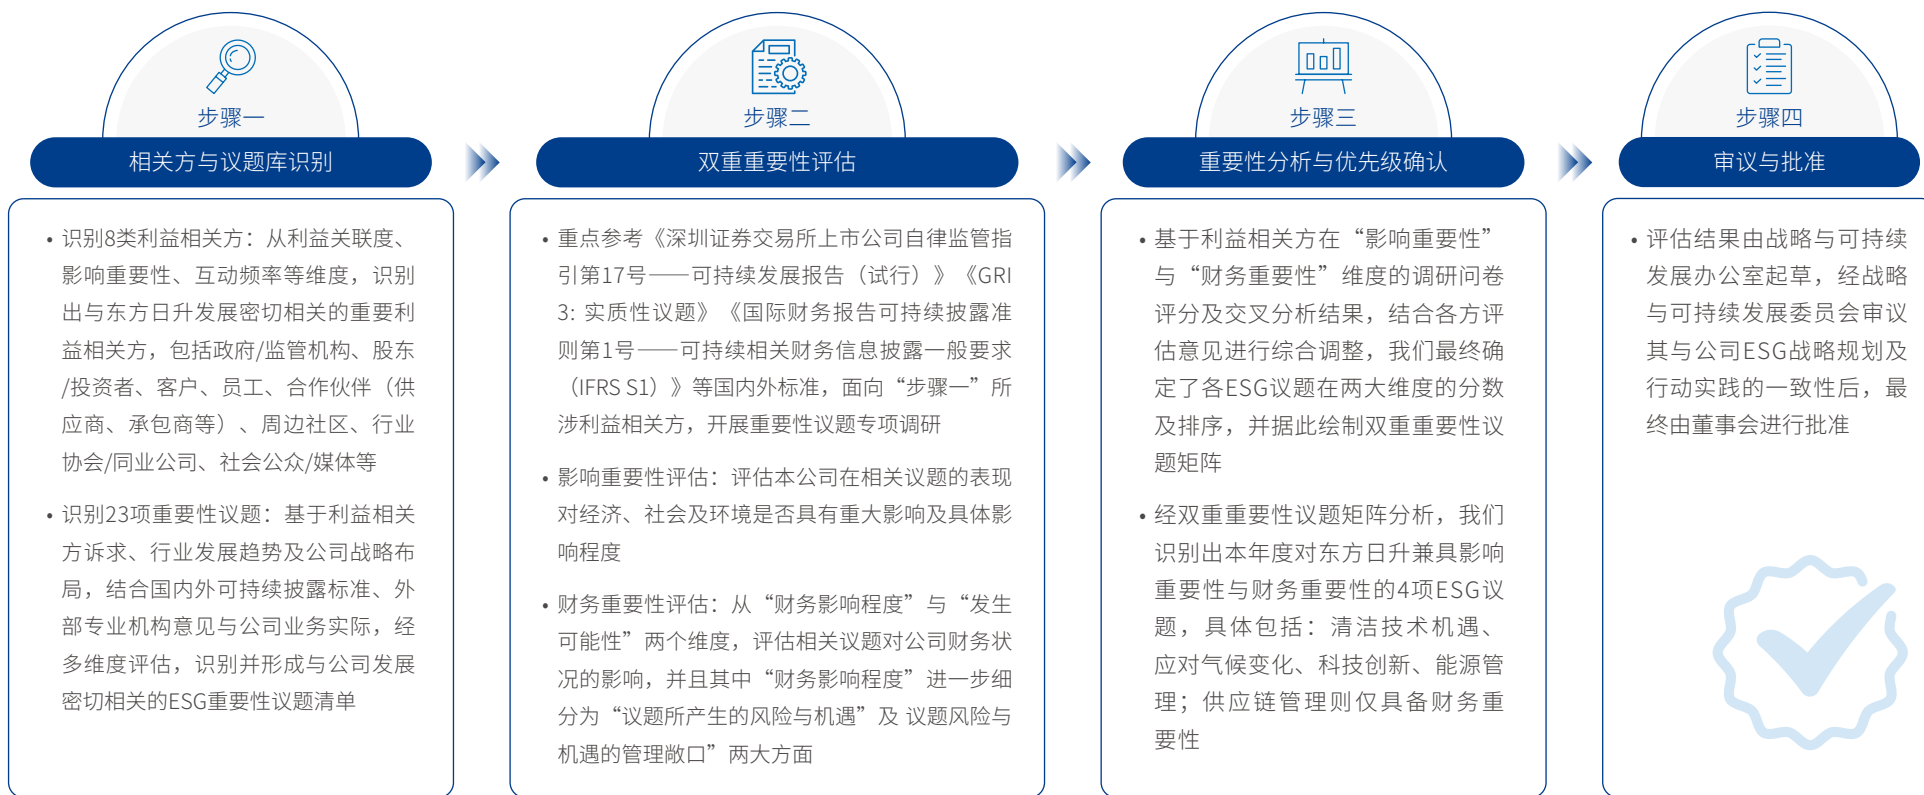 步骤一
相关方与议题库识别
• 识别8类利益相关方：从利益关联度、
影响重要性、互动频率等维度，识别
出与东方日升发展密切相关的重要利
益相关方，包括政府/监管机构、股东
/投资者、客户、员工、合作伙伴（供
应商、承包商等）、周边社区、行业
协会/同业公司、社会公众/媒体等
• 识别23项重要性议题：基于利益相关
方诉求、行业发展趋势及公司战略布
局，结合国内外可持续披露标准、外
部专业机构意见与公司业务实际，经
多维度评估，识别并形成与公司发展
密切相关的ESG重要性议题清单
步骤二
双重重要性评估
• 重点参考《深圳证券交易所上市公司自律监管指
引第17号——可持续发展报告（试行）》《GRI
3: 实质性议题》《国际财务报告可持续披露准
则第1号——可持续相关财务信息披露一般要求
（IFRS S1）》等国内外标准，面向“步骤一”所
涉利益相关方，开展重要性议题专项调研
• 影响重要性评估：评估本公司在相关议题的表现
对经济、社会及环境是否具有重大影响及具体影
响程度
• 财务重要性评估：从“财务影响程度”与“发生
可能性”两个维度，评估相关议题对公司财务状
况的影响，并且其中“财务影响程度”进一步细
分为“议题所产生的风险与机遇”及 议题风险与
机遇的管理敞口”两大方面
步骤三
重要性分析与优先级确认
• 基于利益相关方在“影响重要性”
与“财务重要性”维度的调研问卷
评分及交叉分析结果，结合各方评
估意见进行综合调整，我们最终确
定了各ESG议题在两大维度的分数
及排序，并据此绘制双重重要性议
题矩阵
• 经双重重要性议题矩阵分析，我们
识别出本年度对东方日升兼具影响
重要性与财务重要性的4项ESG议
题，具体包括：清洁技术机遇、
应对气候变化、科技创新、能源管
理；供应链管理则仅具备财务重
要性
步骤四
审议与批准
• 评估结果由战略与可持续
发展办公室起草，经战略
与可持续发展委员会审议
其与公司ESG战略规划及
行动实践的一致性后，最
终由董事会进行批准